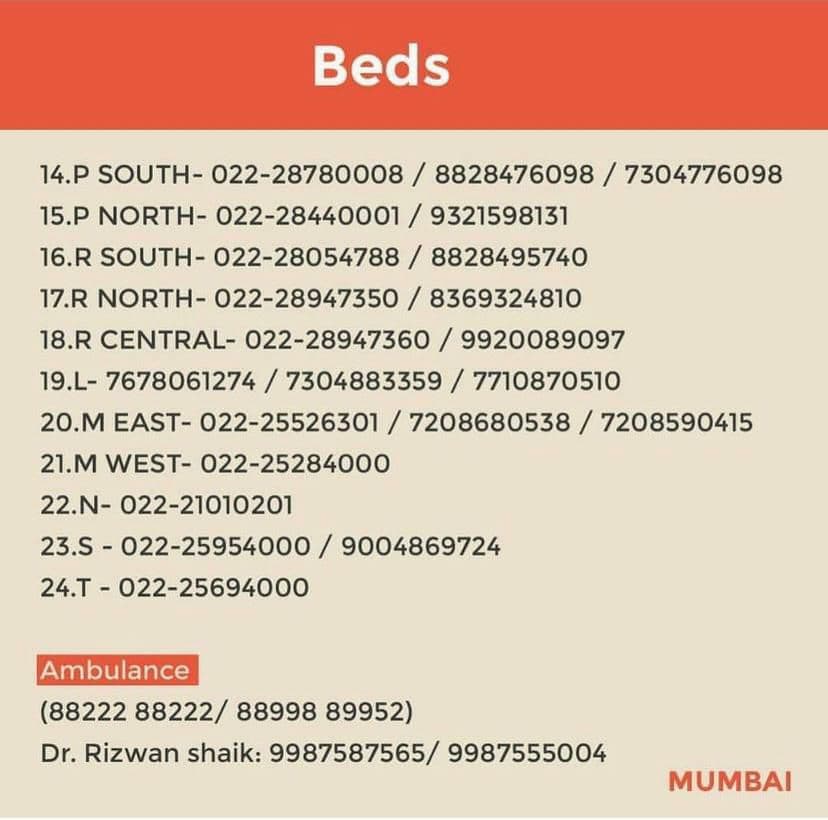 Beds
14.P SOUTH- 022-28780008 / 8828476098 / 7304776098
15.P NORTH- 022-28440001 / 9321598131
16.R SOUTH- 022-28054788 / 8828495740
17.R NORTH- 022-28947350 / 8369324810
18.R CENTRAL- 022-28947360 / 9920089097
19.L- 7678061274 / 7304883359 / 7710870510
20.M EAST- 022-25526301 / 7208680538 / 7208590415
21.M WEST- 022-25284000
22.N- 022-21010201
23.S - 022-25954000 / 9004869724
24.T - 022-25694000
Ambulance
(88222 88222/ 88998 89952)
Dr. Rizwan shaik: 9987587565/ 9987555004
MUMBAI